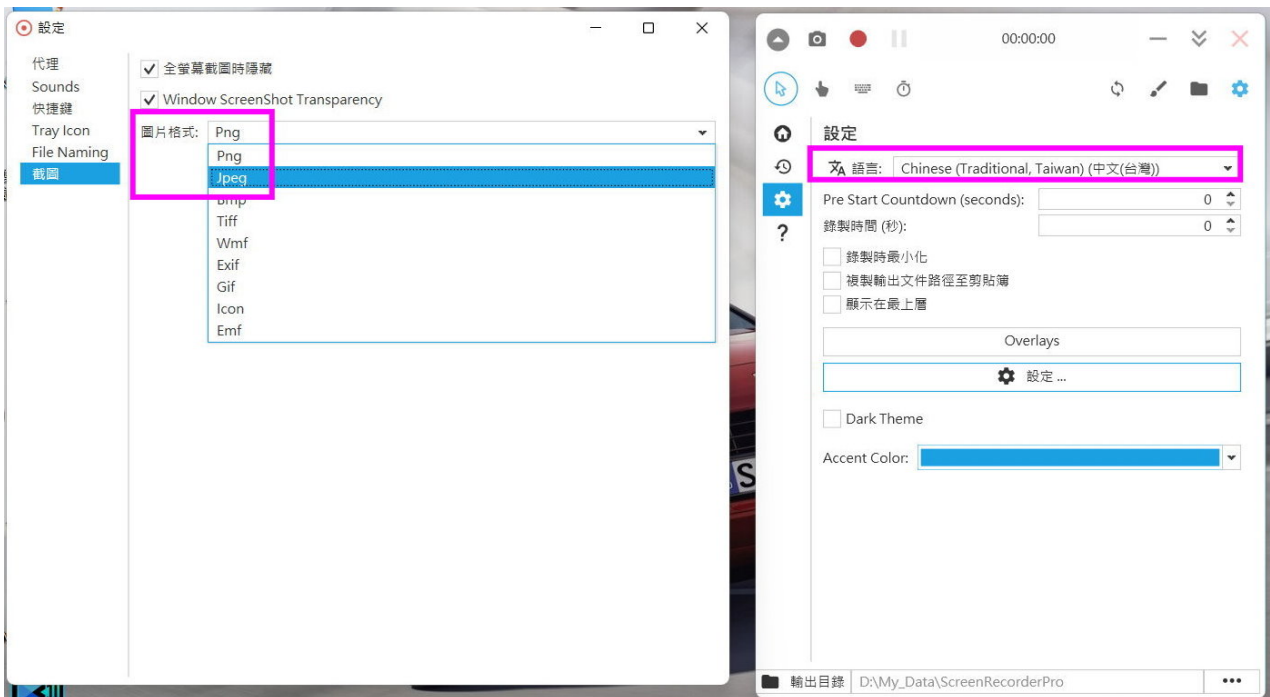 設定
代理
Sounds
快捷鍵
Tray Icon
File Naming
截圖
全螢幕截圖時隱藏
Window ScreenShot Transparency
圖片格式: Png
Png
Jpeg
Bmp
Tiff
Wmf
Exif
Gif
Icon
Emf
00:00:00
設定
語言: Chinese (Traditional, Taiwan) (中文(台灣))
Pre Start Countdown (seconds): 0
錄製時間 (秒): 0
錄製時最小化
複製輸出文件路徑至剪貼簿
顯示在最上層
Overlays
設定 ...
Dark Theme
Accent Color:
輸出目錄 D:\My_Data\ScreenRecorderPro
S